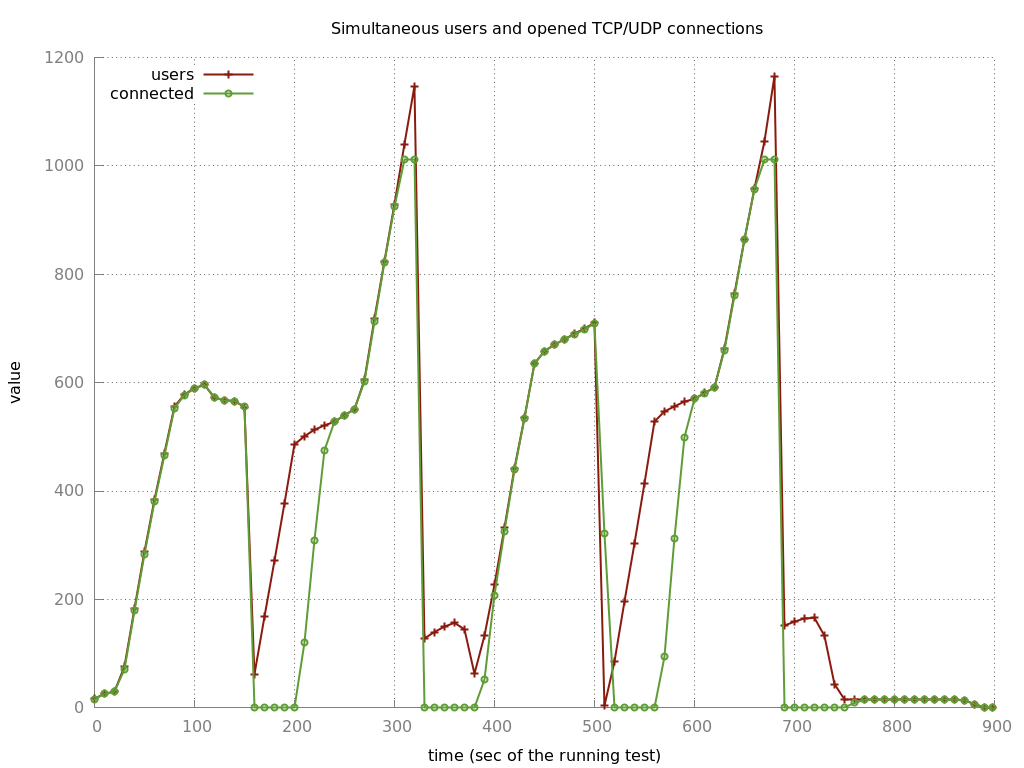 Simultaneous users and opened TCP/UDP connections
1200
users
connected
1000
800
value
600
400
200
0
0 100 200 300 400 500 600 700 800 900
time (sec of the running test)